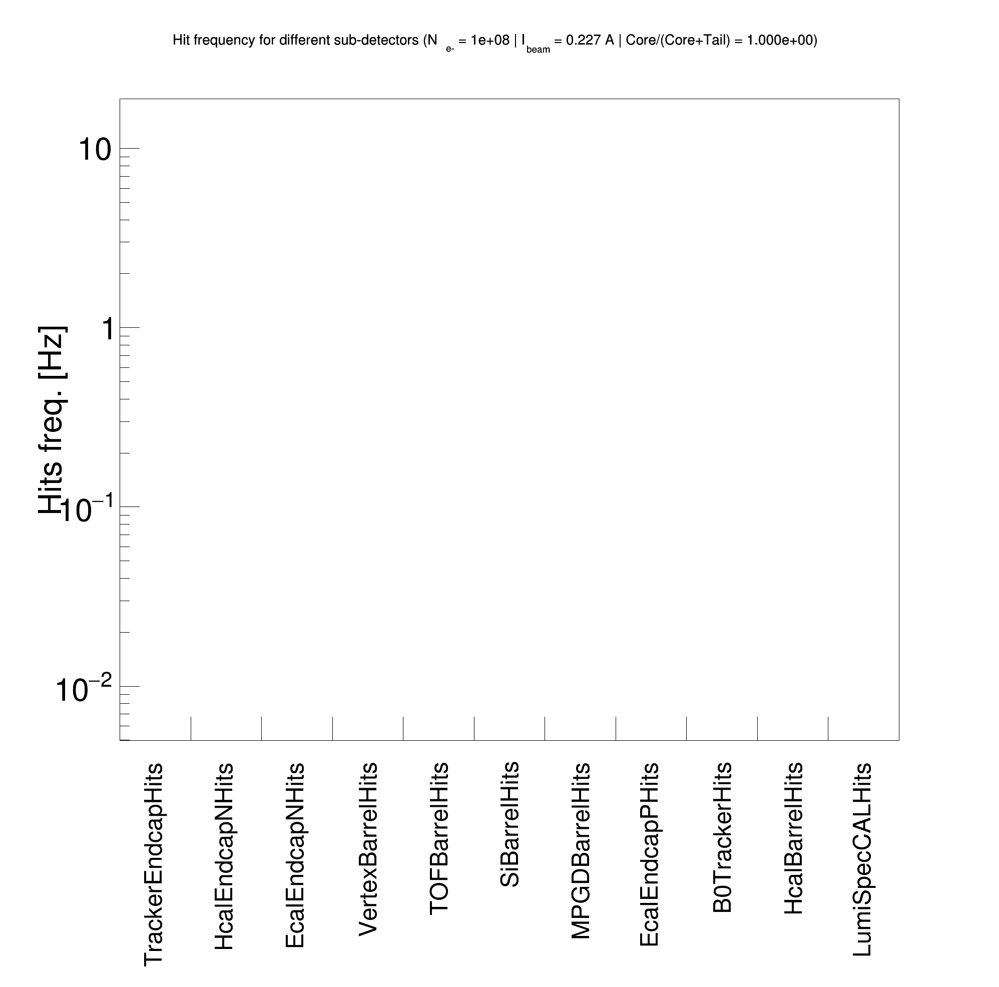 Hit frequency for different sub-detectors (N e- = 1e+08 | I beam = 0.227 A | Core/(Core+Tail) = 1.000e+00)
Hits freq. [Hz]
10
1
10⁻¹
10⁻²
TrackerEndcapHits
HcalEndcapNHits
EcalEndcapNHits
VertexBarrelHits
TOFBarrelHits
SiBarrelHits
MPGDBarrelHits
EcalEndcapPHits
B0TrackerHits
HcalBarrelHits
LumiSpecCALHits